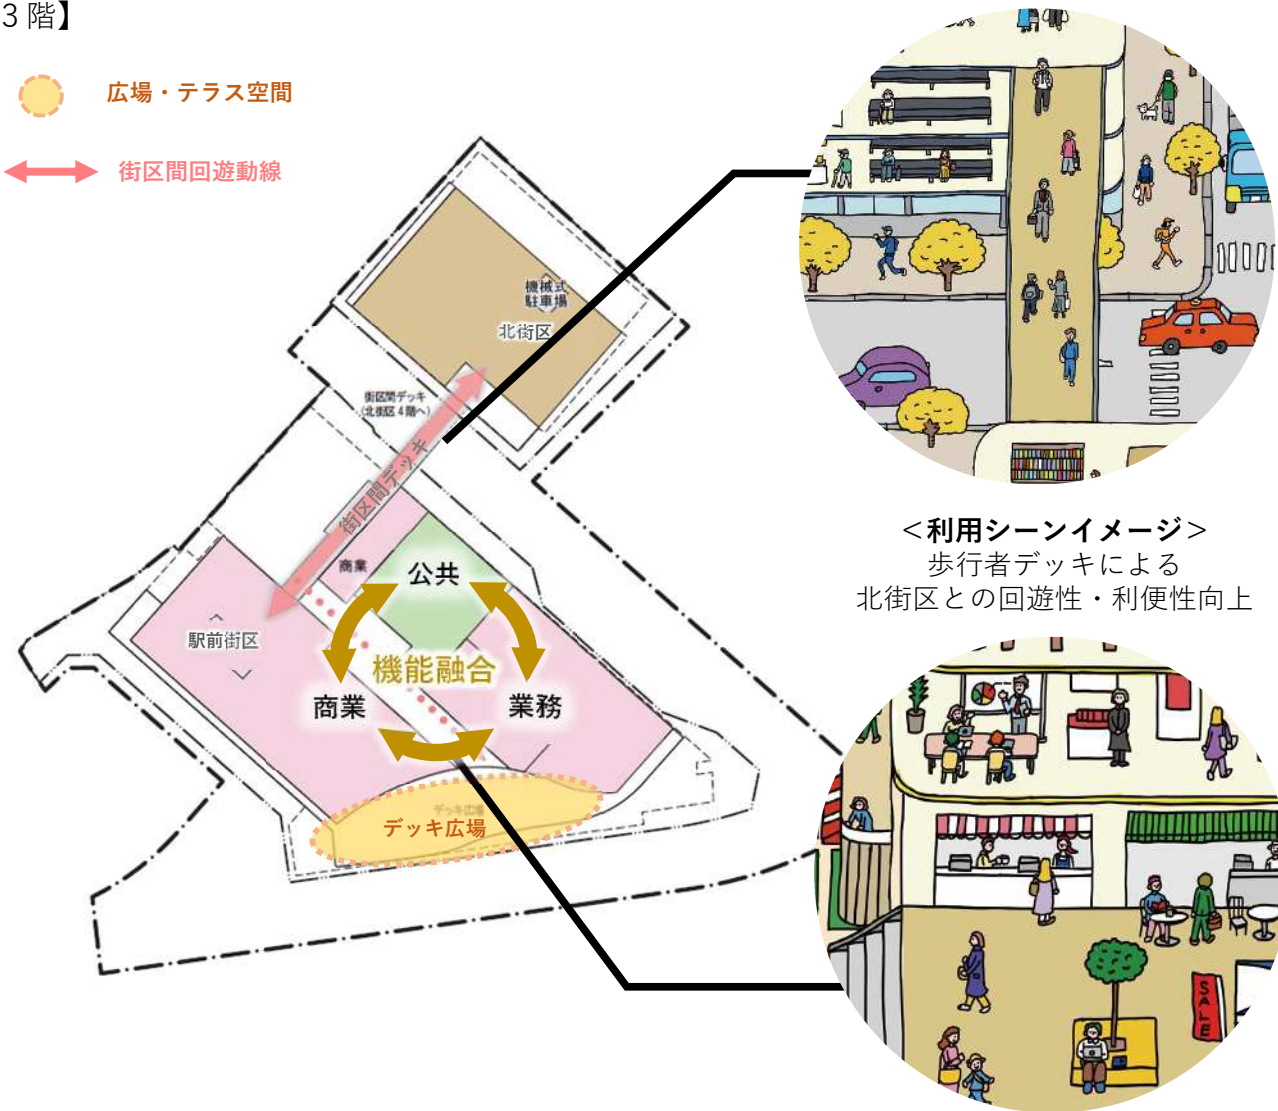 3階】
広場・テラス空間
街区間回遊動線
機械式
駐車場
北街区
街区間デッキ
(北街区4階へ)
街区間デッキ
商業
公共
駅前街区
機能融合
商業
業務
デッキ広場
デッキ広場
＜利用シーンイメージ＞
歩行者デッキによる
北街区との回遊性・利便性向上
SALE